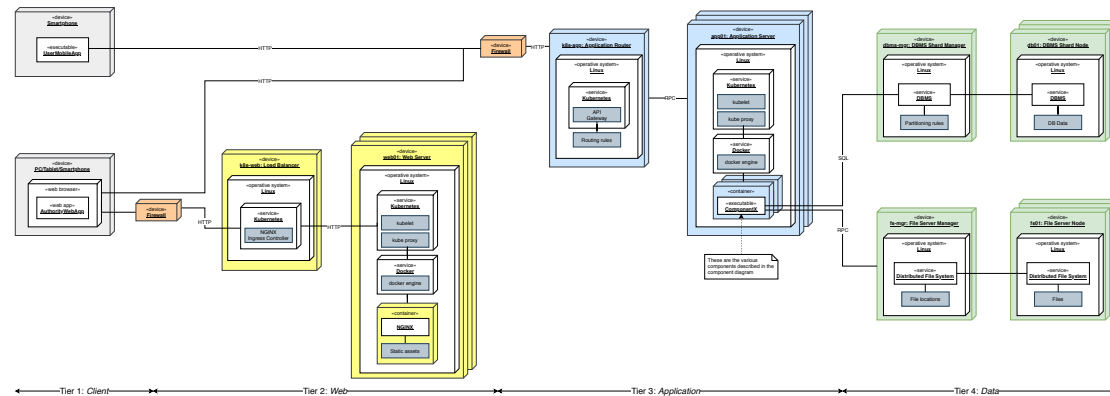 «device»
Smartphone
«executable»
UserMobileApp
HTTP
HTTP
«device»
Firewall
HTTP
«device»
PC/Tablet/Smartphone
«web browser»
«web app»
AuthorityWebApp
«device»
Firewall
HTTP
«device»
k8s-web: Load Balancer
«operative system»
Linux
«service»
Kubernetes
NGINX
Ingress Controller
HTTP
«device»
web01: Web Server
«operative system»
Linux
«service»
Kubernetes
kubelet
kube proxy
«service»
Docker
docker engine
«container»
NGINX
Static assets
«device»
k8s-app: Application Router
«operative system»
Linux
«service»
Kubernetes
API
Gateway
Routing rules
RPC
«device»
app01: Application Server
«operative system»
Linux
«service»
Kubernetes
kubelet
kube proxy
«service»
Docker
docker engine
«container»
«executable»
ComponentX
These are the various
components described in the
component diagram
SQL
RPC
«device»
dbms-mgr: DBMS Shard Manager
«operative system»
Linux
«service»
DBMS
Partitioning rules
«device»
db01: DBMS Shard Node
«operative system»
Linux
«service»
DBMS
DB Data
«device»
fs-mgr: File Server Manager
«operative system»
Linux
«service»
Distributed File System
File locations
«device»
fs01: File Server Node
«operative system»
Linux
«service»
Distributed File System
Files
Tier 1: Client
Tier 2: Web
Tier 3: Application
Tier 4: Data